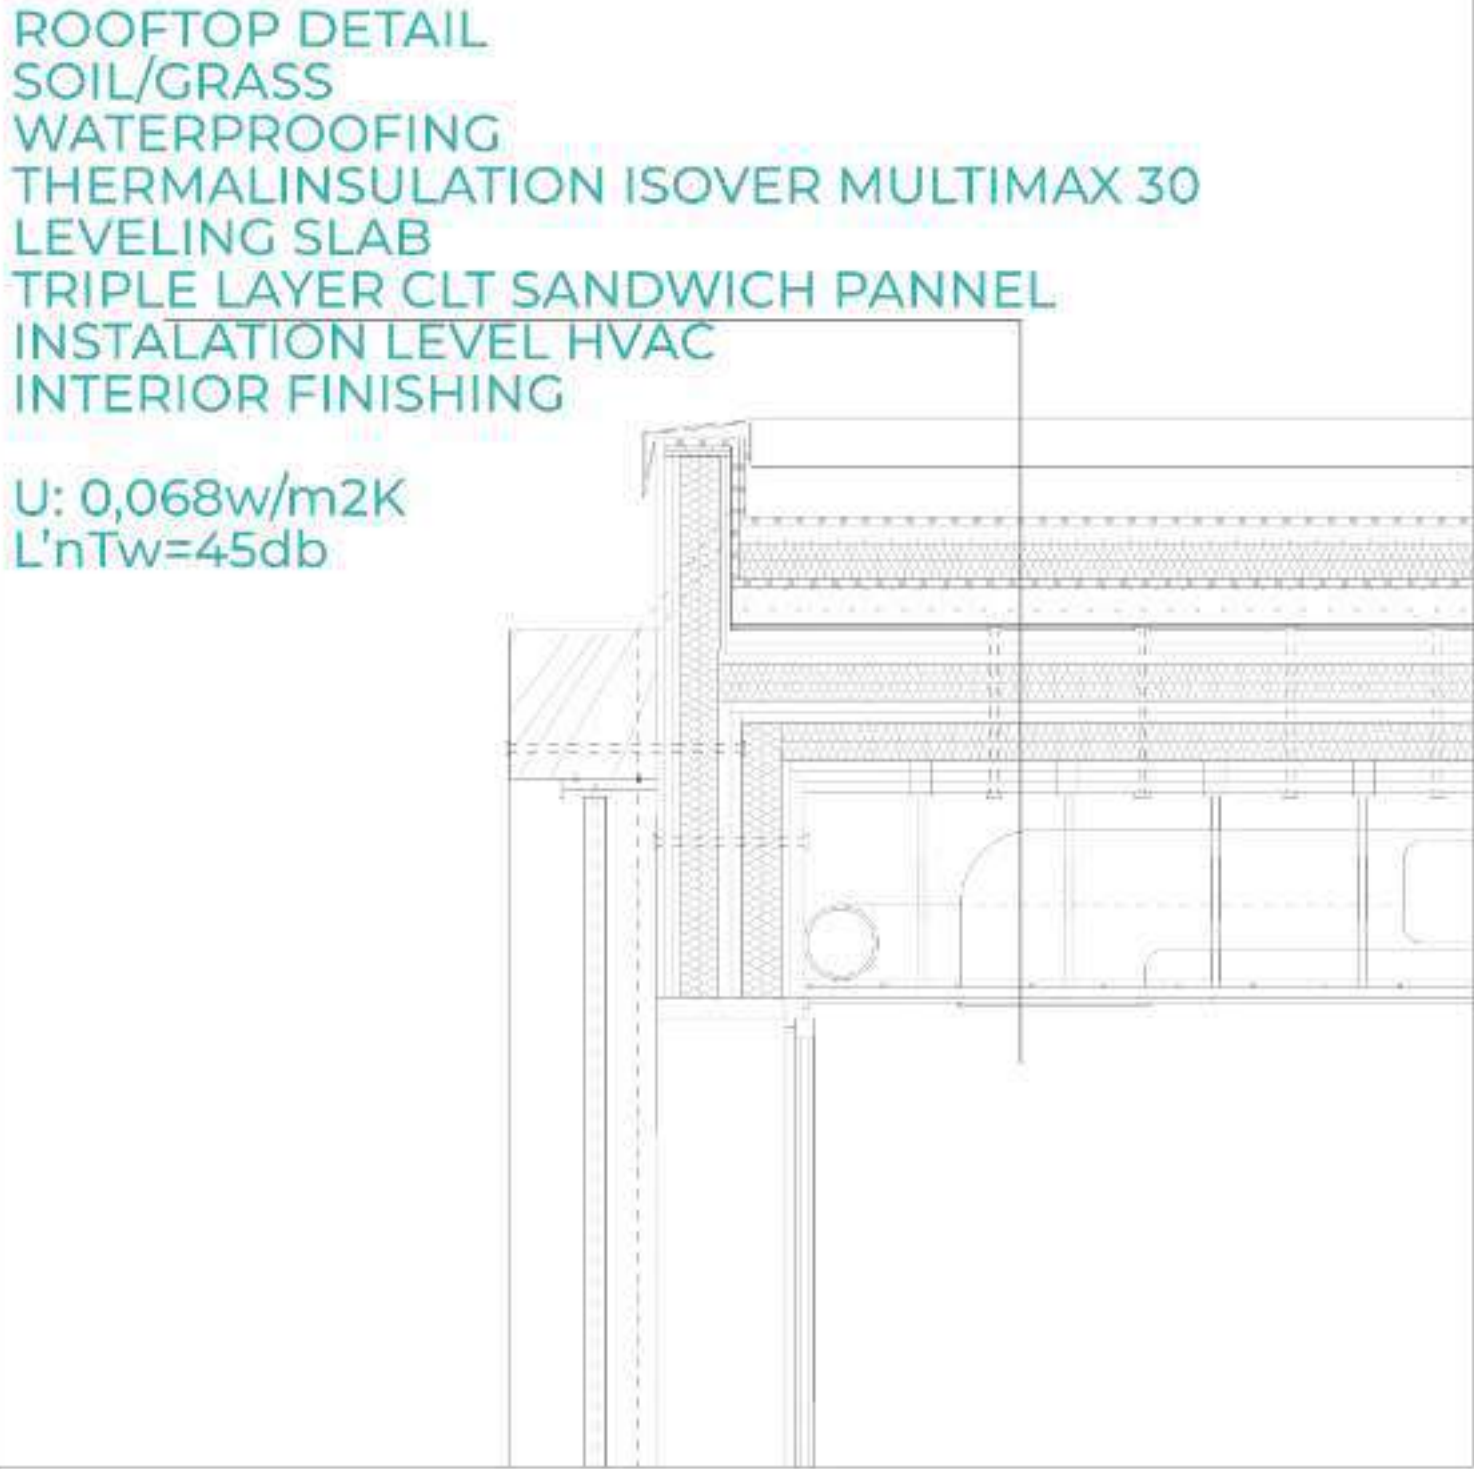 ROOFTOP DETAIL
SOIL/GRASS
WATERPROOFING
THERMALINSULATION ISOVER MULTIMAX 30
LEVELING SLAB
TRIPLE LAYER CLT SANDWICH PANNEL
INSTALATION LEVEL HVAC
INTERIOR FINISHING
U: 0,068w/m2K
L'nTw=45db